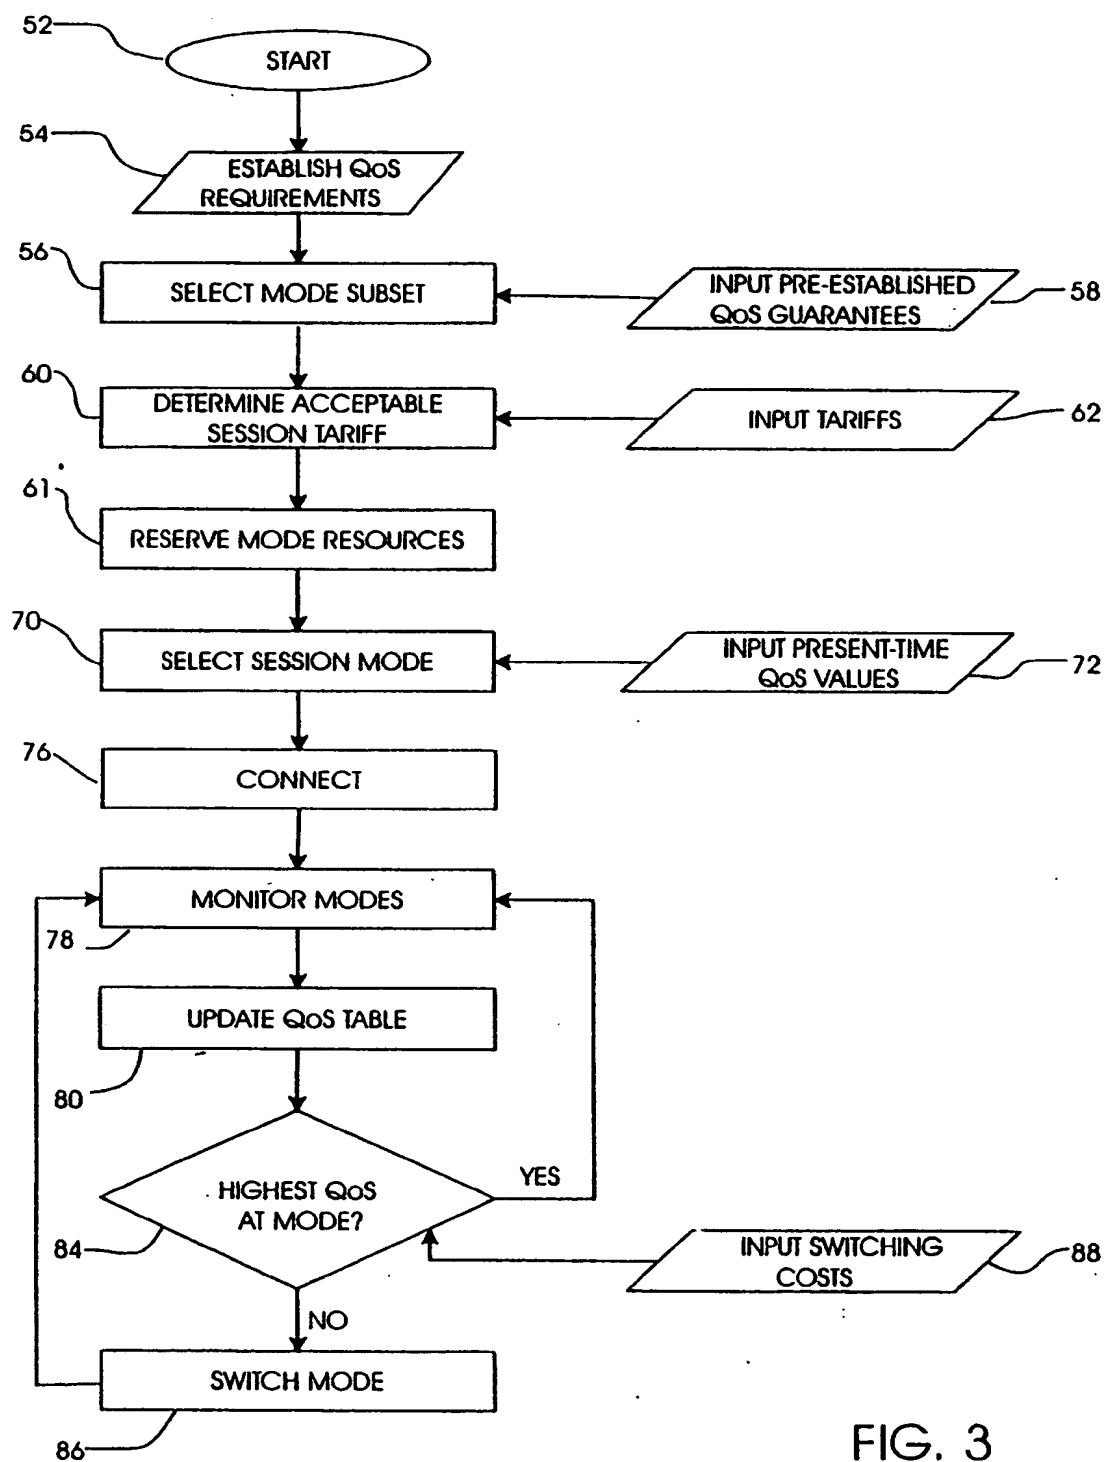 52
START
54
ESTABLISH QoS
REQUIREMENTS
56
SELECT MODE SUBSET
INPUT PRE-ESTABLISHED
QoS GUARANTEES
58
60
DETERMINE ACCEPTABLE
SESSION TARIFF
INPUT TARIFFS
62
61
RESERVE MODE RESOURCES
70
SELECT SESSION MODE
INPUT PRESENT-TIME
QoS VALUES
72
76
CONNECT
MONITOR MODES
78
UPDATE QoS TABLE
80
HIGHEST QoS
AT MODE?
YES
84
INPUT SWITCHING
COSTS
88
NO
SWITCH MODE
86
FIG. 3